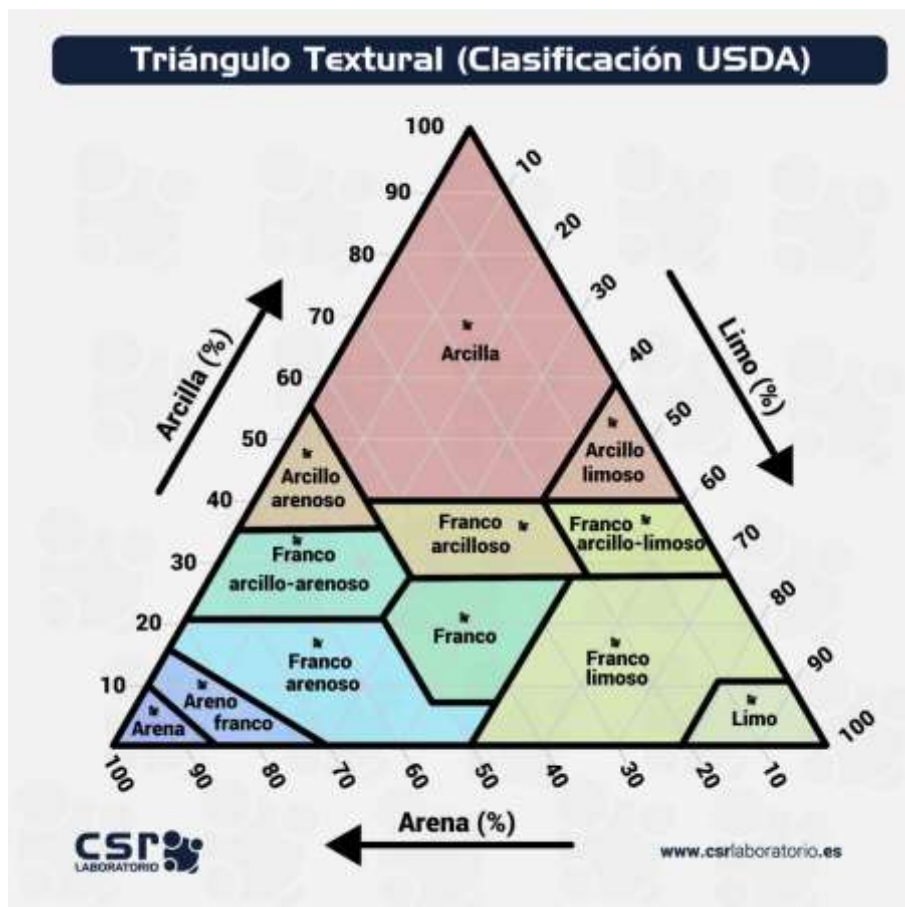 Triángulo Textural (Clasificación USDA)
100
90
80
70
60
50
40
30
20
10
Arcilla (%)
10
20
30
40
50
60
70
80
90
100
Limo (%)
Arcilla
Arcillo
limoso
Arcillo
arenoso
Franco
arcilloso
Franco
arcillo-limoso
Franco
arcillo-arenoso
Franco
Franco
arenoso
Franco
limoso
Areno
franco
Arena
Limo
100
90
80
70
60
50
40
30
20
10
Arena (%)
csr
LABORATORIO
www.csrlaboratorio.es